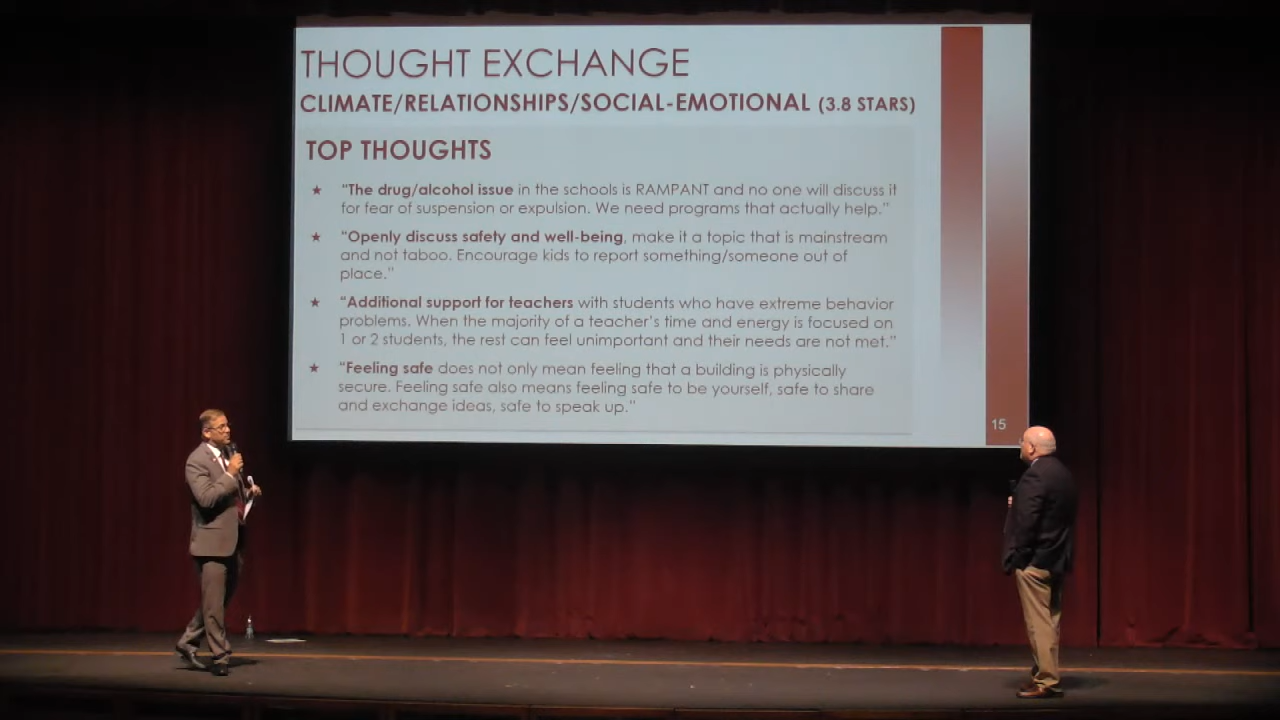 THOUGHT EXCHANGE
CLIMATE/RELATIONSHIPS/SOCIAL-EMOTIONAL (3.8 STARS)
TOP THOUGHTS
★ "The drug/alcohol issue in the schools is RAMPANT and no one will discuss it
for fear of suspension or expulsion. We need programs that actually help."
★ "Openly discuss safety and well-being, make it a topic that is mainstream
and not taboo. Encourage kids to report something/someone out of
place."
★ "Additional support for teachers with students who have extreme behavior
problems. When the majority of a teacher's time and energy is focused on
1 or 2 students, the rest can feel unimportant and their needs are not met."
★ "Feeling safe does not only mean feeling that a building is physically
secure. Feeling safe also means feeling safe to be yourself, safe to share
and exchange ideas, safe to speak up."
15